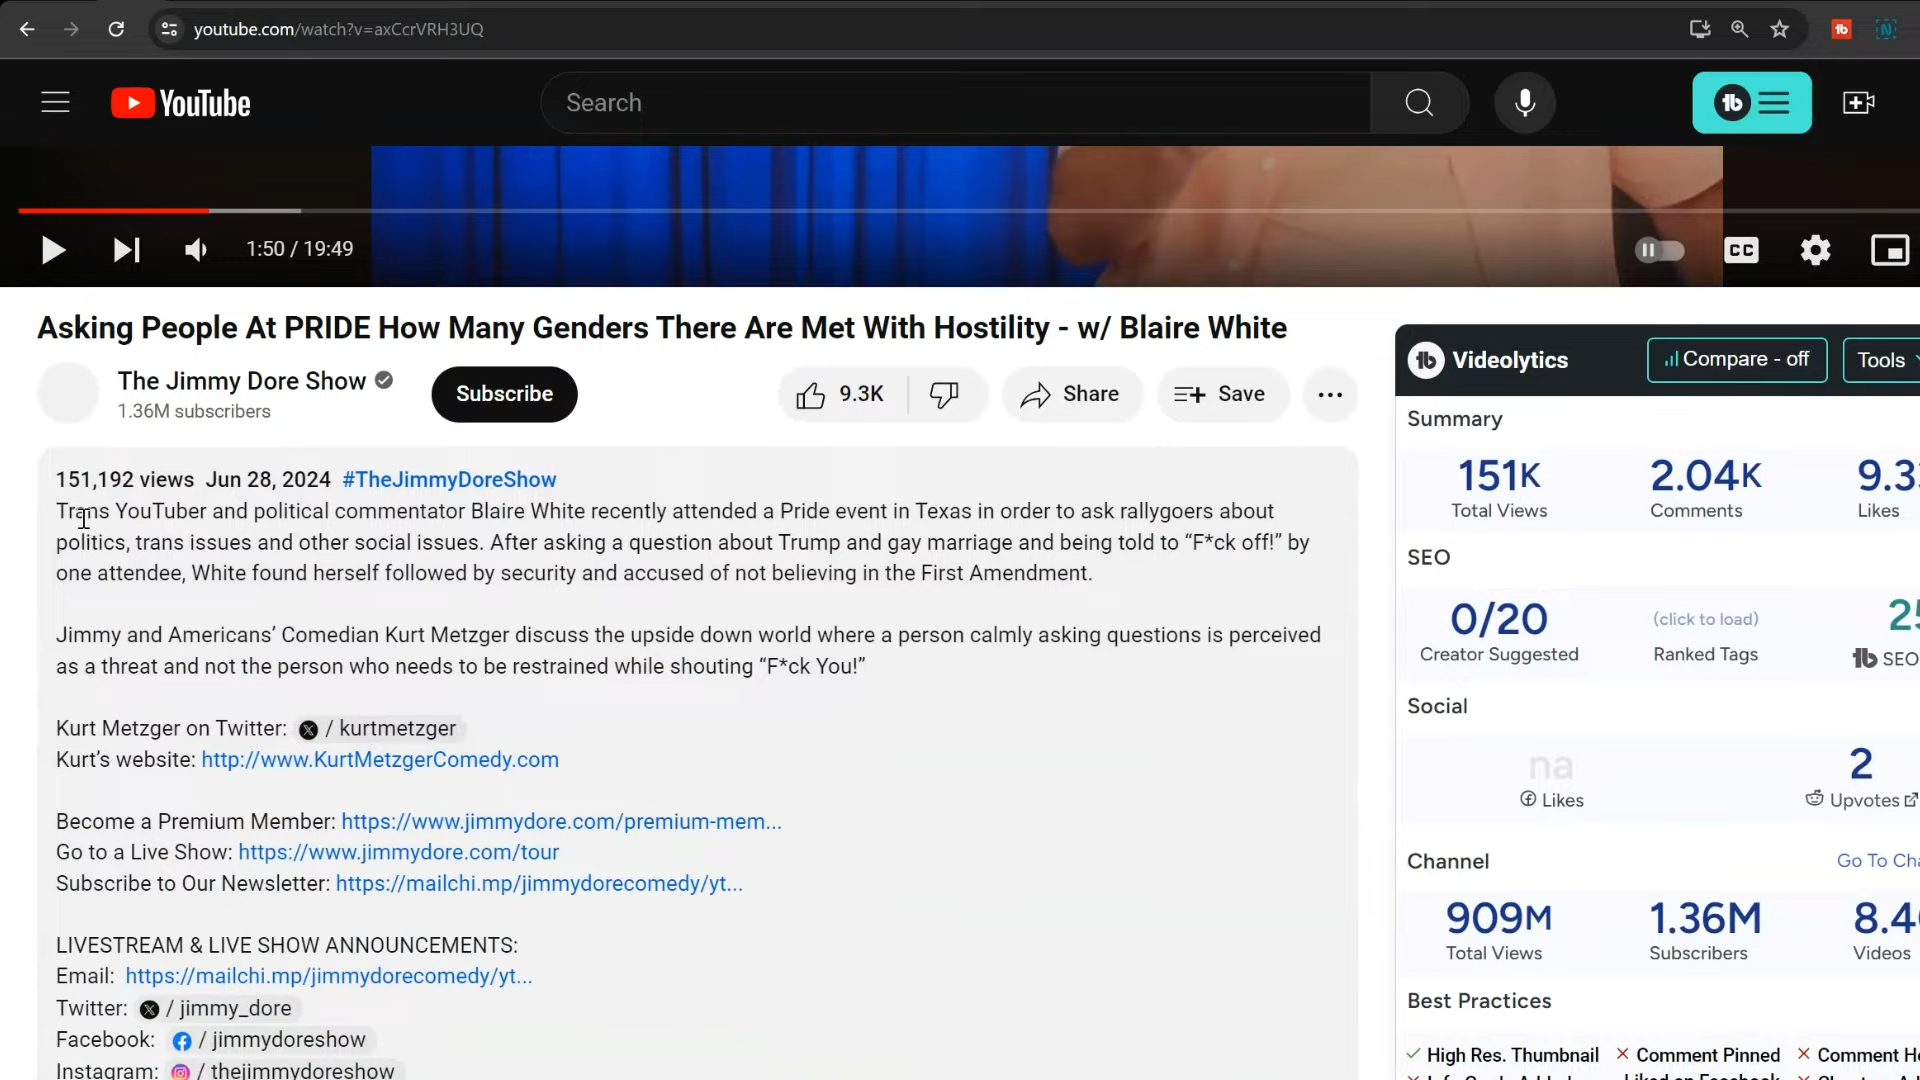 youtube.com/watch?v=axCcrVRH3UQ
YouTube
Search
1:50 / 19:49
CC
Asking People At PRIDE How Many Genders There Are Met With Hostility - w/ Blaire White
The Jimmy Dore Show
1.36M subscribers
Subscribe
9.3K
Share
Save
151,192 views Jun 28, 2024 #TheJimmyDoreShow
Trans YouTuber and political commentator Blaire White recently attended a Pride event in Texas in order to ask rallygoers about
politics, trans issues and other social issues. After asking a question about Trump and gay marriage and being told to “F*ck off!” by
one attendee, White found herself followed by security and accused of not believing in the First Amendment.
Jimmy and Americans’ Comedian Kurt Metzger discuss the upside down world where a person calmly asking questions is perceived
as a threat and not the person who needs to be restrained while shouting “F*ck You!”
Kurt Metzger on Twitter: / kurtmetzger
Kurt’s website: http://www.KurtMetzgerComedy.com
Become a Premium Member: https://www.jimmydore.com/premium-mem...
Go to a Live Show: https://www.jimmydore.com/tour
Subscribe to Our Newsletter: https://mailchi.mp/jimmydorecomedy/yt...
LIVESTREAM & LIVE SHOW ANNOUNCEMENTS:
Email: https://mailchi.mp/jimmydorecomedy/yt...
Twitter: / jimmy_dore
Facebook: / jimmydoreshow
Instagram: / thejimmydoreshow
Videolytics
Compare - off
Tools
Summary
151K
2.04K
9.3
Total Views
Comments
Likes
SEO
0/20
(click to load)
Creator Suggested
Ranked Tags
SEO
Social
na
2
Likes
Upvotes
Channel
Go To Cha
909M
1.36M
8.4
Total Views
Subscribers
Videos
Best Practices
High Res. Thumbnail
Comment Pinned
Comment He